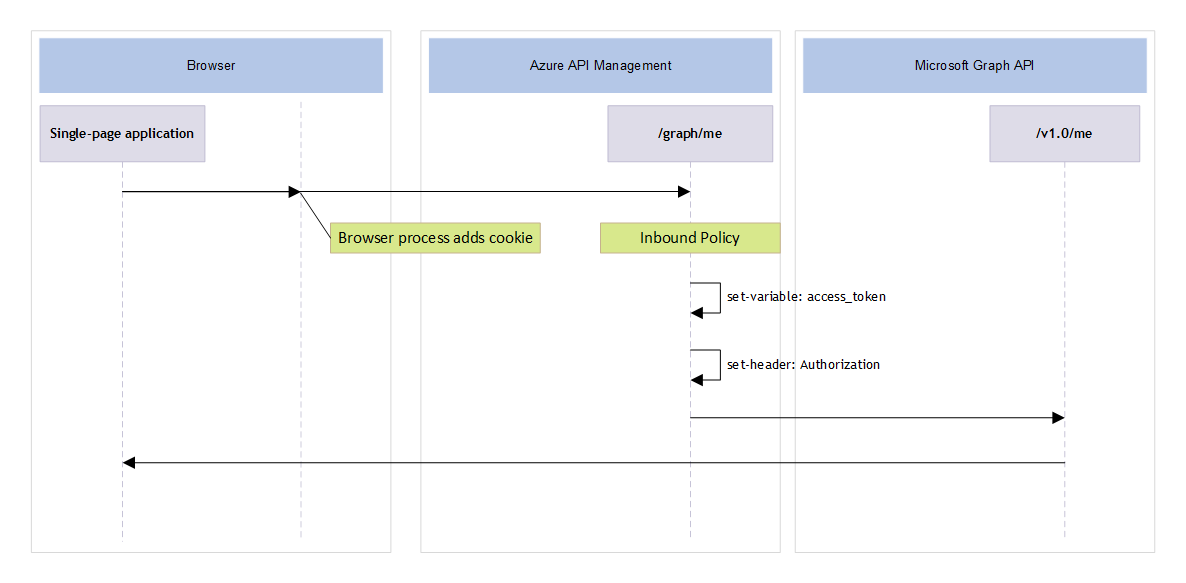 Browser
Azure API Management
Microsoft Graph API
Single-page application
/graph/me
/v1.0/me
Browser process adds cookie
Inbound Policy
set-variable: access_token
set-header: Authorization